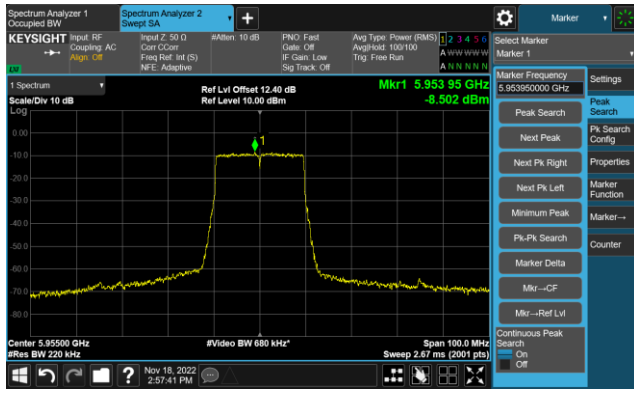 Spectrum Analyzer 1
Occupied BW
Spectrum Analyzer 2
Swept SA
+
Marker
KEYSIGHT
Input: RF
Coupling: AC
Align: Off
Input Z: 50 Ω
Corr CCorr
Freq Ref: Int (S)
NFE: Adaptive
#Atten: 10 dB
PNO: Fast
Gate: Off
IF Gain: Low
Sig Track: Off
Avg Type: Power (RMS)
Avg|Hold: 100/100
Trig: Free Run
1 2 3 4 5 6
A W W W W W
A N N N N N
Select Marker
Marker 1
1 Spectrum
Scale/Div 10 dB
Log
Ref Lvl Offset 12.40 dB
Ref Level 10.00 dBm
Mkr1 5.953 95 GHz
-8.502 dBm
1
0.00
-10.0
-20.0
-30.0
-40.0
-50.0
-60.0
-70.0
-80.0
Center 5.95500 GHz
#Res BW 220 kHz
#Video BW 680 kHz*
Span 100.0 MHz
Sweep 2.67 ms (2001 pts)
Marker Frequency
5.953950000 GHz
Peak Search
Next Peak
Next Pk Right
Next Pk Left
Minimum Peak
Pk-Pk Search
Marker Delta
Mkr→CF
Mkr→Ref Lvl
Continuous Peak
Search
On
Off
Settings
Peak
Search
Pk Search
Config
Properties
Marker
Function
Marker→
Counter
?
Nov 18, 2022
2:57:41 PM